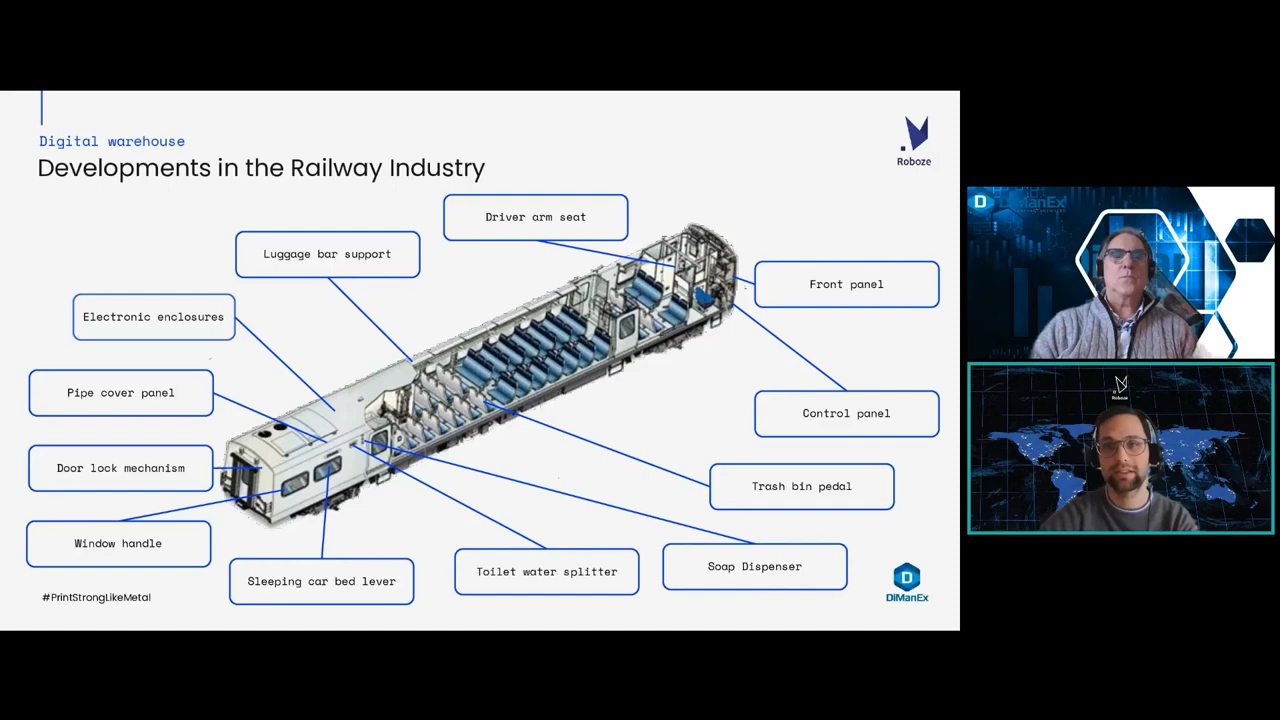 Digital warehouse
Developments in the Railway Industry
Roboze
Driver arm seat
Luggage bar support
Front panel
Electronic enclosures
Pipe cover panel
Control panel
Door lock mechanism
Trash bin pedal
Window handle
Sleeping car bed lever
Toilet water splitter
Soap Dispenser
#PrintStrongLikeMetal
D
DiManEx
D
DiManEx
Roboze